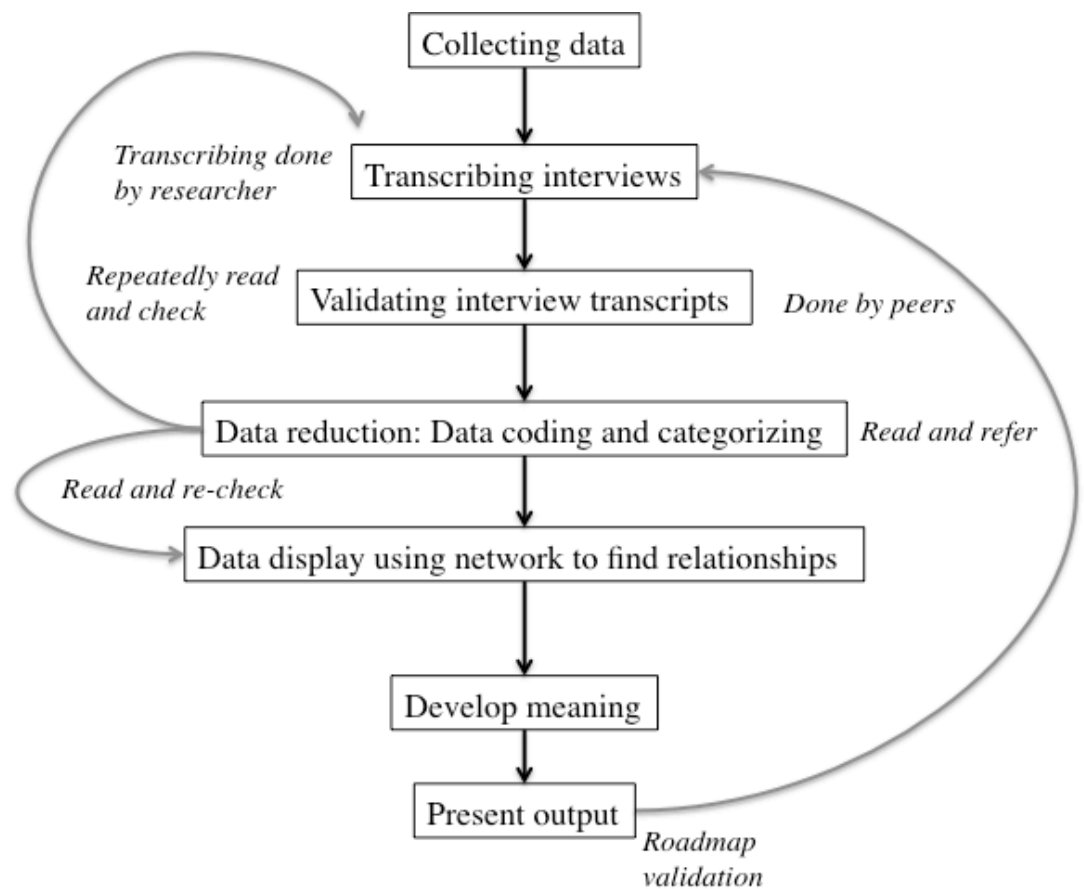 Collecting data
Transcribing done
by researcher
Transcribing interviews
Repeatedly read
and check
Validating interview transcripts
Done by peers
Data reduction: Data coding and categorizing
Read and refer
Read and re-check
Data display using network to find relationships
Develop meaning
Present output
Roadmap
validation